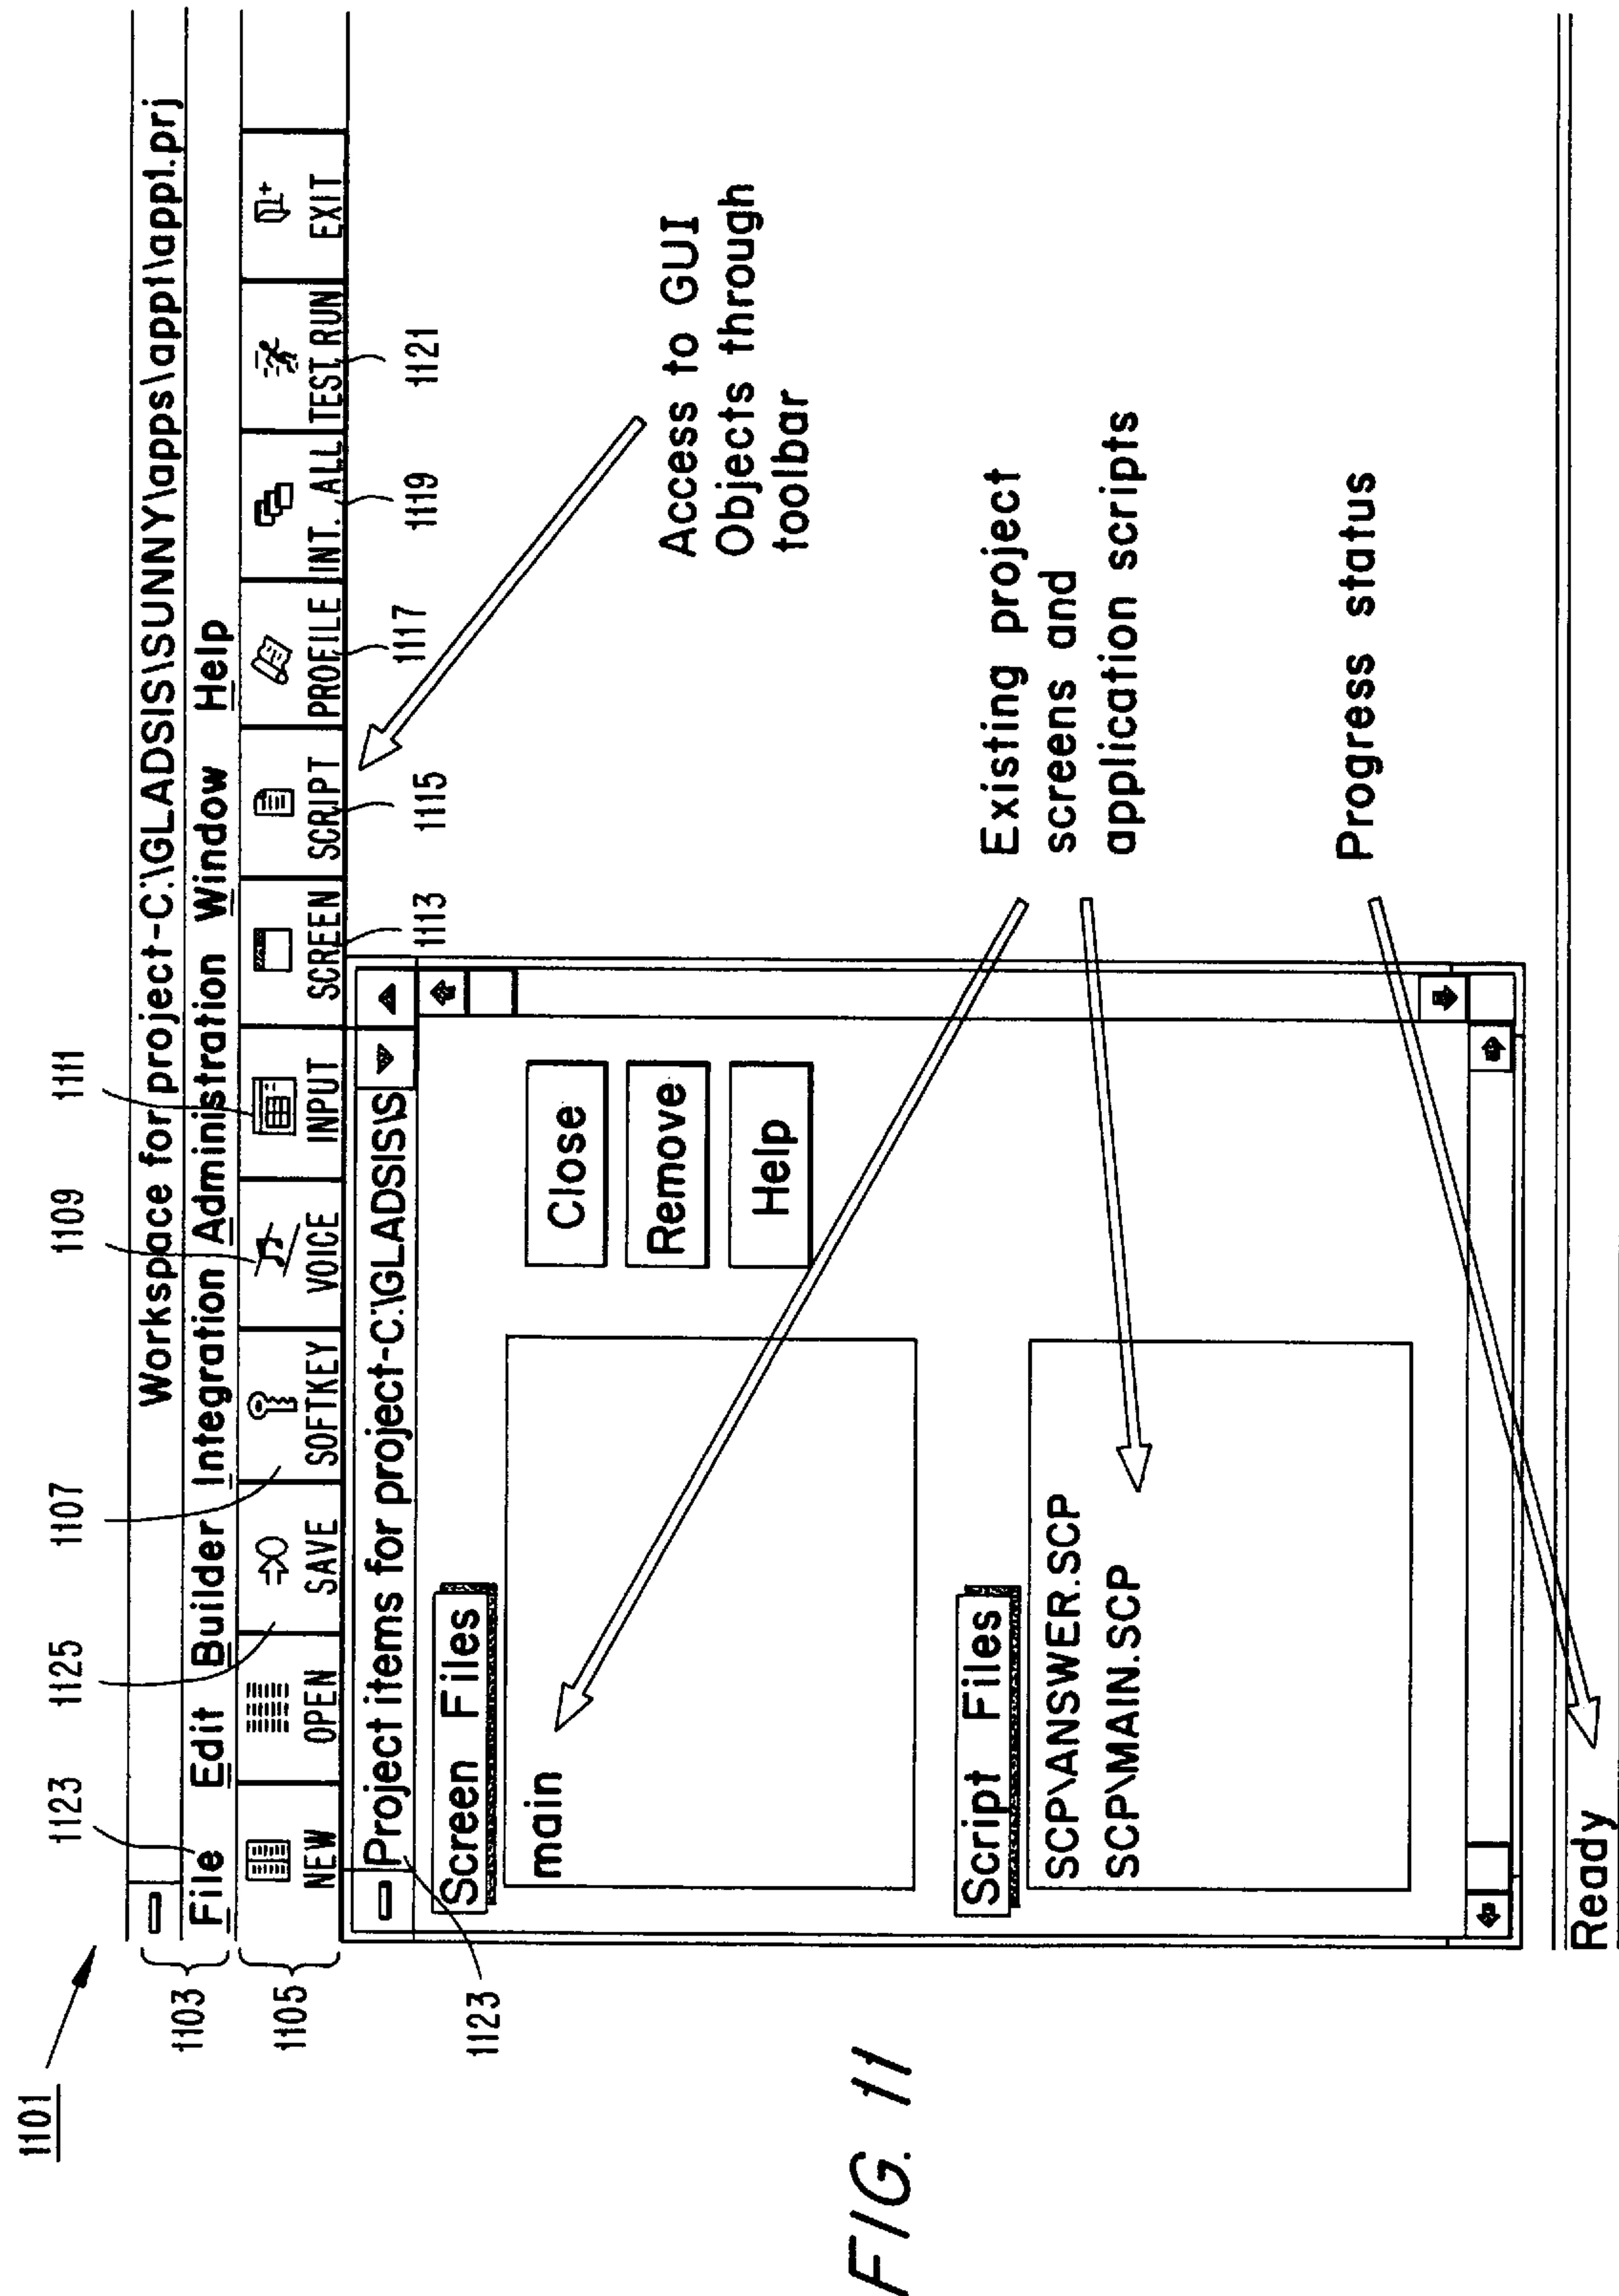 1101
1123
1125
1107
1109
1111
1103
Workspace for project-C:\GLADSIS\SUNNY\apps\app1\app1.prj
File Edit Builder Integration Administration Window Help
1105
NEW OPEN SAVE SOFTKEY VOICE INPUT SCREEN SCRIPT PROFILE INT. ALL TEST RUN EXIT
1113
1115
1117
1119
1121
1123
Project items for project-C:\GLADSIS\S
Screen Files
main
Close
Remove
Help
Script Files
SCP\ANSWER.SCP
SCP\MAIN.SCP
Access to GUI
Objects through
toolbar
Existing project
screens and
application scripts
Progress status
Ready
FIG. 11